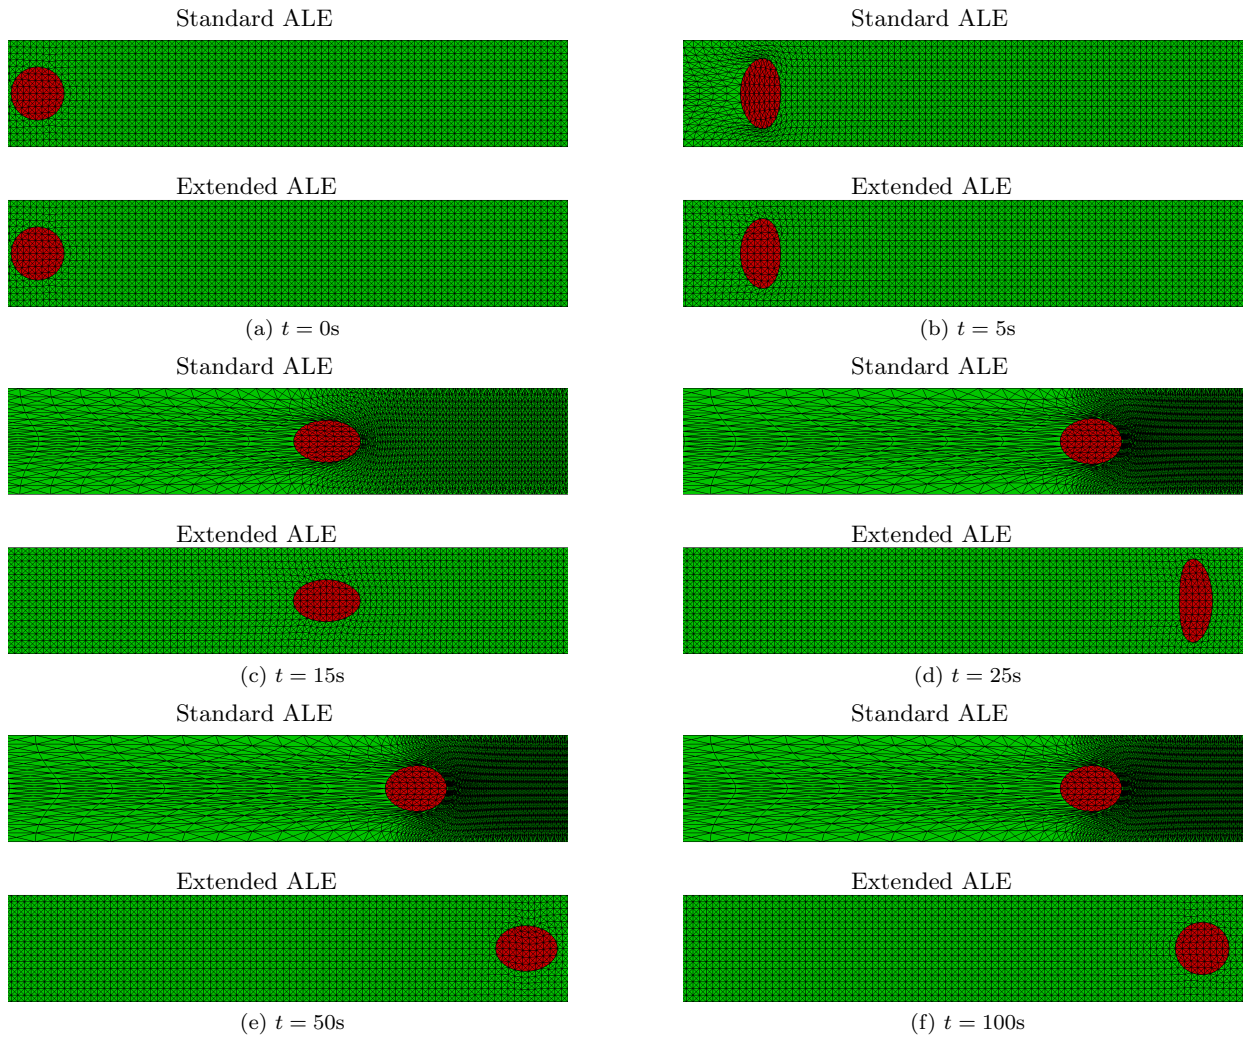 Standard ALE
Standard ALE
Extended ALE
Extended ALE
(a) t = 0s
(b) t = 5s
Standard ALE
Standard ALE
Extended ALE
Extended ALE
(c) t = 15s
(d) t = 25s
Standard ALE
Standard ALE
Extended ALE
Extended ALE
(e) t = 50s
(f) t = 100s